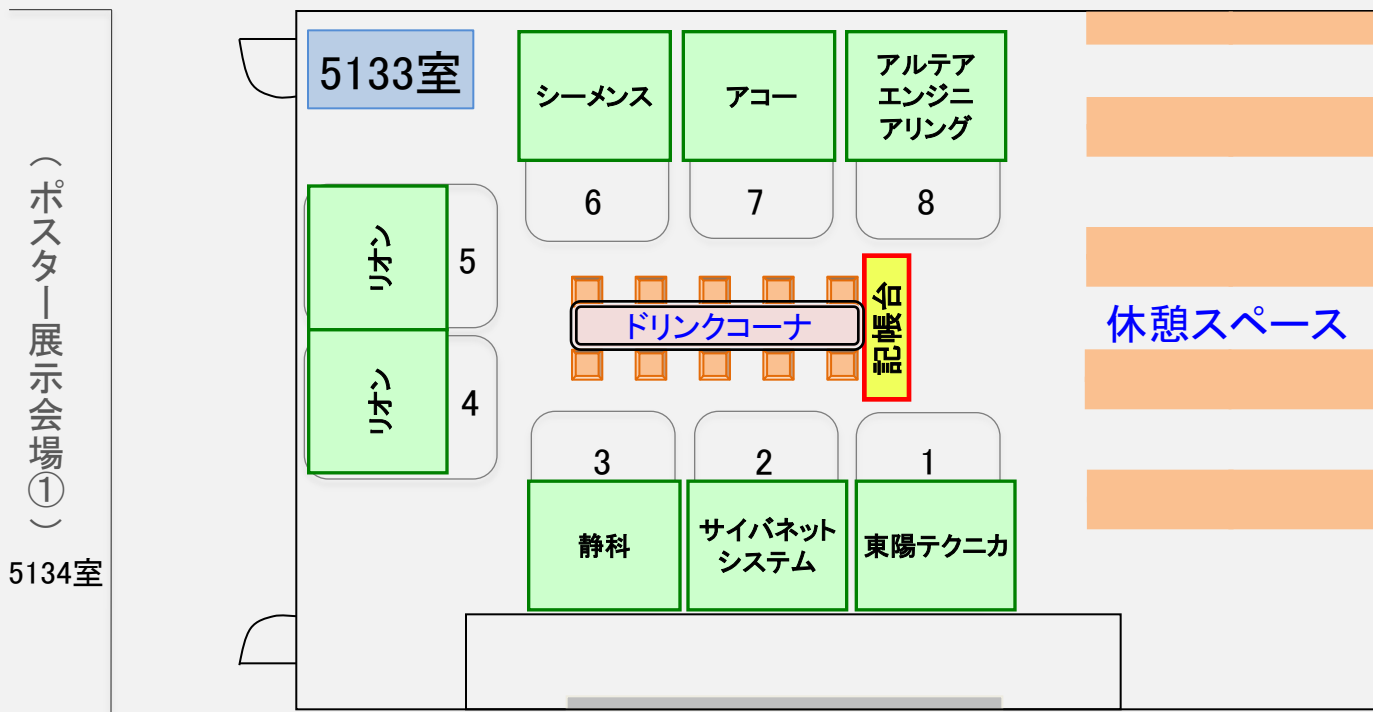 5133室
シーメンス
アコー
アルテア
エンジニ
アリング
6
7
8
(ポスター展示会場①)
5134室
リオン
5
リオン
4
ドリンクコーナ
記帳台
休憩スペース
3
2
1
静科
サイバネット
システム
東陽テクニカ